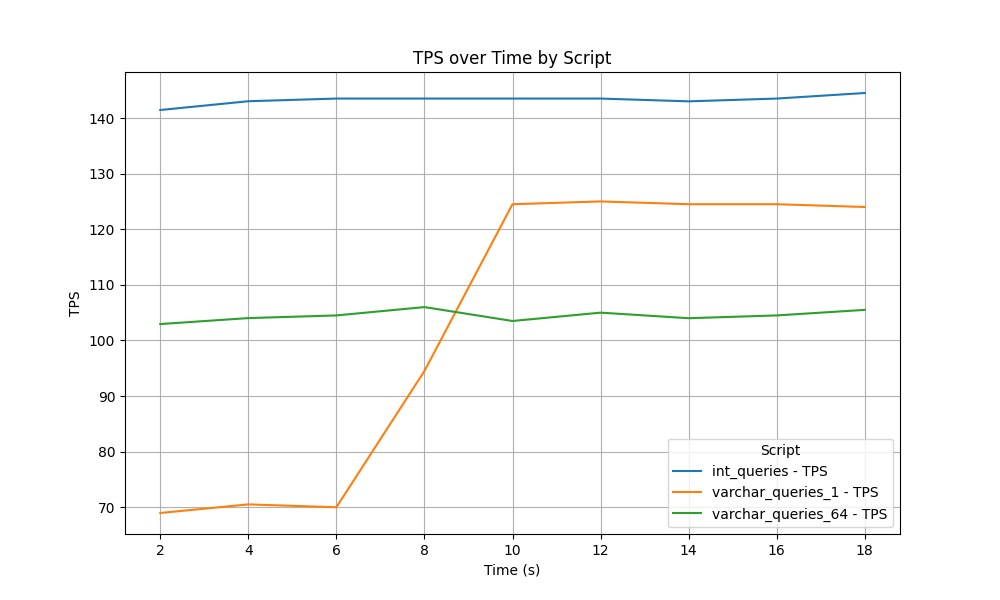 TPS over Time by Script
TPS
140
130
120
110
100
90
80
70
2 4 6 8 10 12 14 16 18
Time (s)
Script
int_queries - TPS
varchar_queries_1 - TPS
varchar_queries_64 - TPS